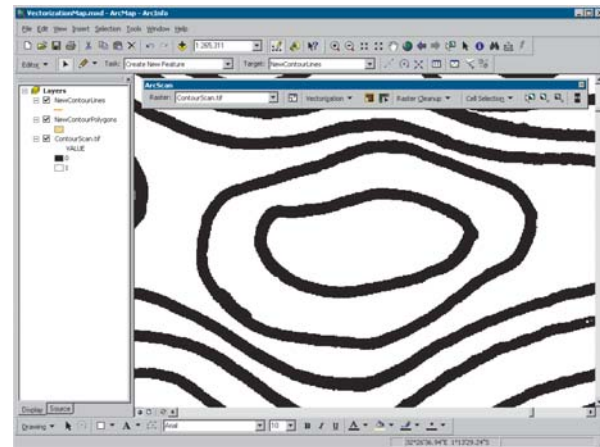 VectorizationMap.mxd - ArcMap - ArcInfo
File Edit View Insert Selection Tools Window Help
1:265,311
Editor Task: Create New Feature Target: NewContourLines
ArcScan
Raster: ContourScan.tif Vectorization Raster Cleanup Cell Selection
Layers
NewContourLines
NewContourPolygons
ContourScan.tif
VALUE
0
1
Display Source
Drawing A Arial 10 B I U A